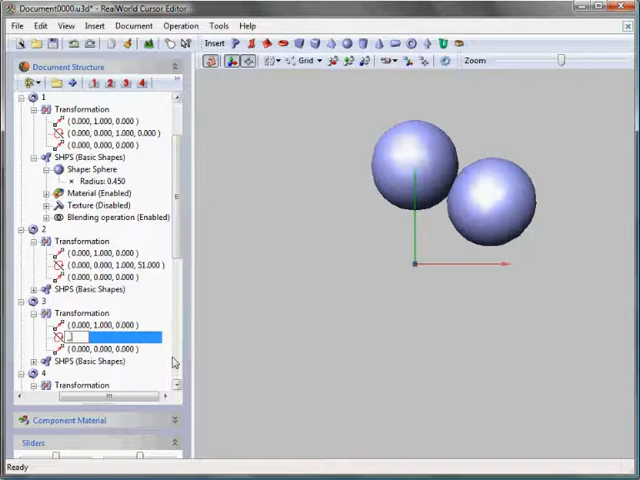 Document0000.u3d* - RealWorld Cursor Editor
File Edit View Insert Document Operation Tools Help
Insert
Grid
Zoom
Document Structure
1 2 3 4
1
Transformation
( 0.000, 1.000, 0.000 )
( 0.000, 0.000, 1.000, 0.000 )
( 0.000, 0.000, 0.000 )
SHPS (Basic Shapes)
Shape: Sphere
Radius: 0.450
Material (Enabled)
Texture (Disabled)
Blending operation (Enabled)
2
Transformation
( 0.000, 1.000, 0.000 )
( 0.000, 0.000, 1.000, 51.000 )
( 0.000, 0.000, 0.000 )
SHPS (Basic Shapes)
3
Transformation
( 0.000, 1.000, 0.000 )
( 0.000, 0.000, 0.000 )
SHPS (Basic Shapes)
4
Transformation
Component Material
Sliders
Ready